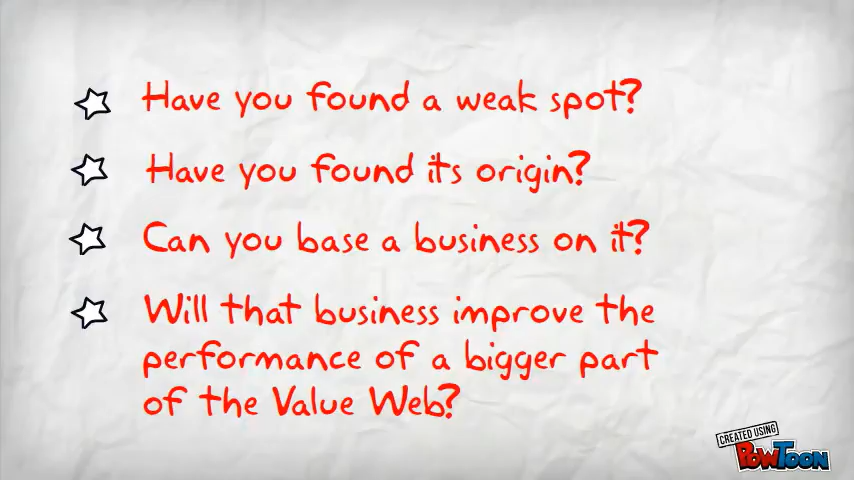 Have you found a weak spot?
Have you found its origin?
Can you base a business on it?
Will that business improve the
performance of a bigger part
of the Value Web?
CREATED USING
POWTOON